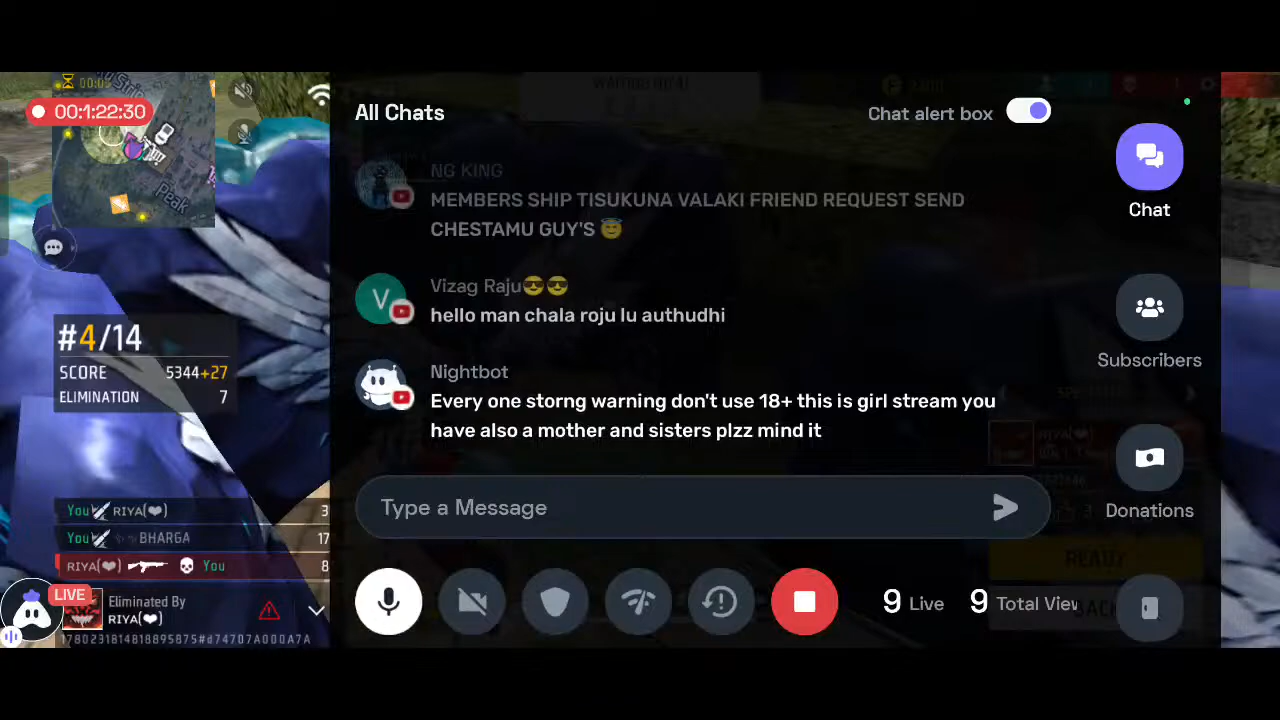 00:05
00:1:22:30
Peak
#4/14
SCORE 5344+27
ELIMINATION 7
You RIYA(❤) 3
You BHARGA 17
RIYA(❤) You 8
LIVE
Eliminated By
RIYA(❤)
All Chats
Chat alert box
NG KING
MEMBERS SHIP TISUKUNA VALAKI FRIEND REQUEST SEND
CHESTAMU GUY'S 😇
V
Vizag Raju😎😎
hello man chala roju lu authudhi
Nightbot
Every one storng warning don't use 18+ this is girl stream you
have also a mother and sisters plzz mind it
Type a Message
9 Live 9 Total View
Chat
Subscribers
Donations
READY